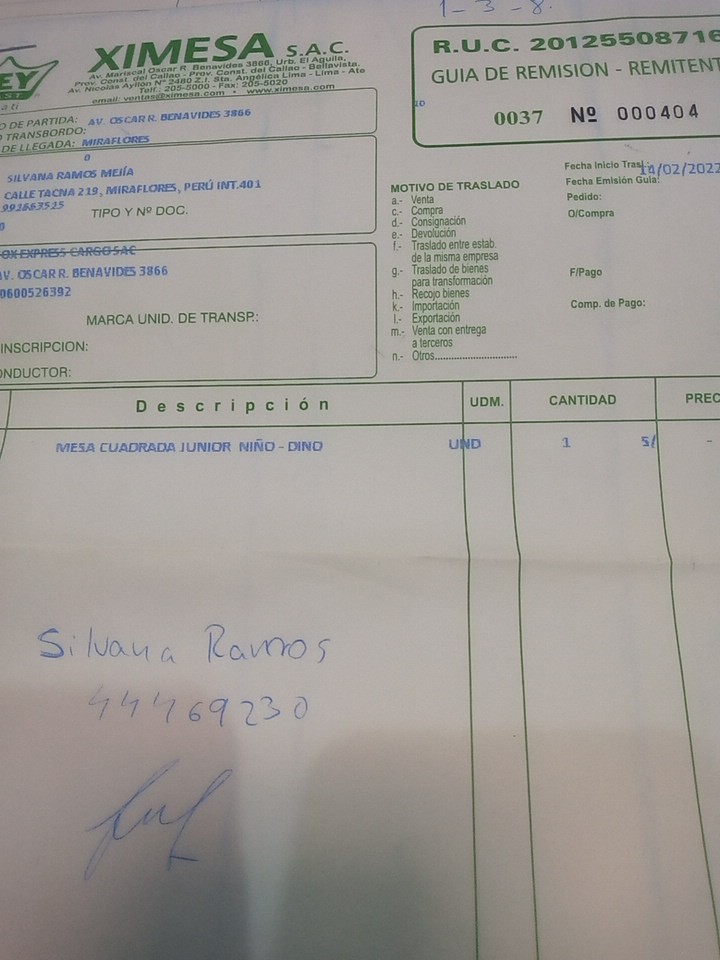 1-3-8.
XIMESA S.A.C.
Av. Mariscal Oscar R. Benavides 3866, Urb. El Aguila,
Prov. Const. del Callao - Prov. Const. del Callao - Bellavista.
Av. Nicolás Ayllón N° 2480 Z.I. Sta. Angélica Lima - Lima - Ate
Telf.: 205-5000 - Fax: 205-5020
email: ventas@ximesa.com • www.ximesa.com
EY
R.U.C. 20125508716
GUIA DE REMISION - REMITENT
0037 Nº 000404
O DE PARTIDA: AV. OSCAR R. BENAVIDES 3866
O TRANSBORDO:
DE LLEGADA: MIRAFLORES
0
SILVANA RAMOS MEJÍA
CALLE TACNA 219, MIRAFLORES, PERÚ INT.401
TIPO Y Nº DOC.
Fecha Inicio Tras.: 14/02/2022
Fecha Emisión Guía:
Pedido:
O/Compra
F/Pago
Comp. de Pago:
MOTIVO DE TRASLADO
a.- Venta
c.- Compra
d.- Consignación
e.- Devolución
f.- Traslado entre estab.
de la misma empresa
g.- Traslado de bienes
para transformación
h.- Recojo bienes
k.- Importación
l.- Exportación
m.- Venta con entrega
a terceros
n.- Otros..............................
OX EXPRESS CARGO SAC
V. OSCAR R. BENAVIDES 3866
0600526392
MARCA UNID. DE TRANSP.:
INSCRIPCION:
ONDUCTOR:
Descripción UDM. CANTIDAD PREC
MESA CUADRADA JUNIOR NIÑO - DINO UND 1 S/ -
Silvana Ramos
44469230